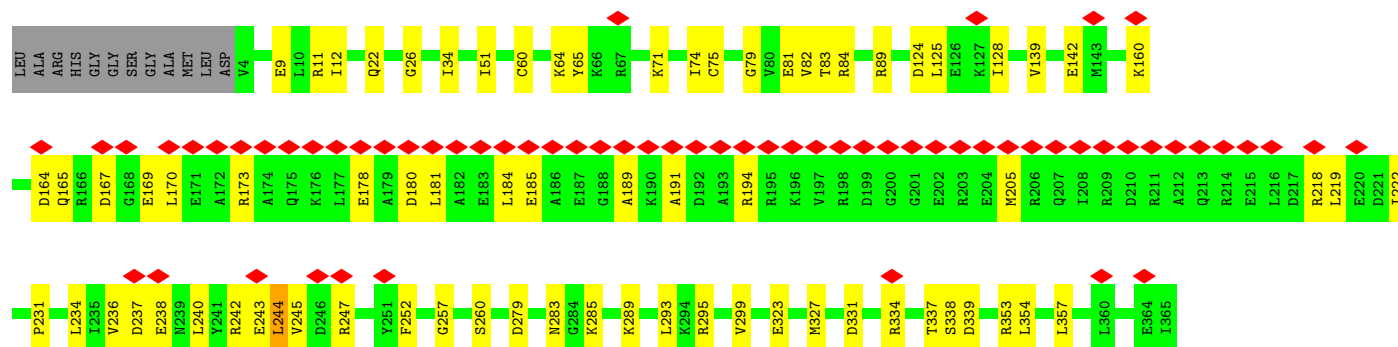 LEU ALA ARG HIS GLY GLY SER GLY ALA MET LEU ASP V4 E9 L10 R11 I12 Q22 G26 I34 I51 C60 K64 Y65 K66 R67 K71 I74 C75 G79 V80 E81 V82 T83 R84 R89 D124 L125 E126 K127 I128 V139 E142 M143 K160
D164 Q165 R166 D167 G168 E169 L170 E171 A172 R173 A174 Q175 K176 L177 E178 A179 D180 L181 A182 E183 L184 E185 A186 E187 G188 A189 K190 A191 D192 A193 R194 R195 K196 V197 R198 D199 G200 G201 E202 R203 E204 M205 R206 Q207 I208 R209 D210 R211 A212 Q213 R214 E215 L216 D217 R218 L219 E220 D221
P231 L234 I235 V236 D237 E238 N239 L240 Y241 R242 E243 L244 V245 D246 R247 Y251 F252 G257 S260 D279 N283 G284 K285 K289 L293 K294 R295 V299 E323 M327 D331 R334 T337 S338 D339 R353 L354 L357 L360 E364 I365